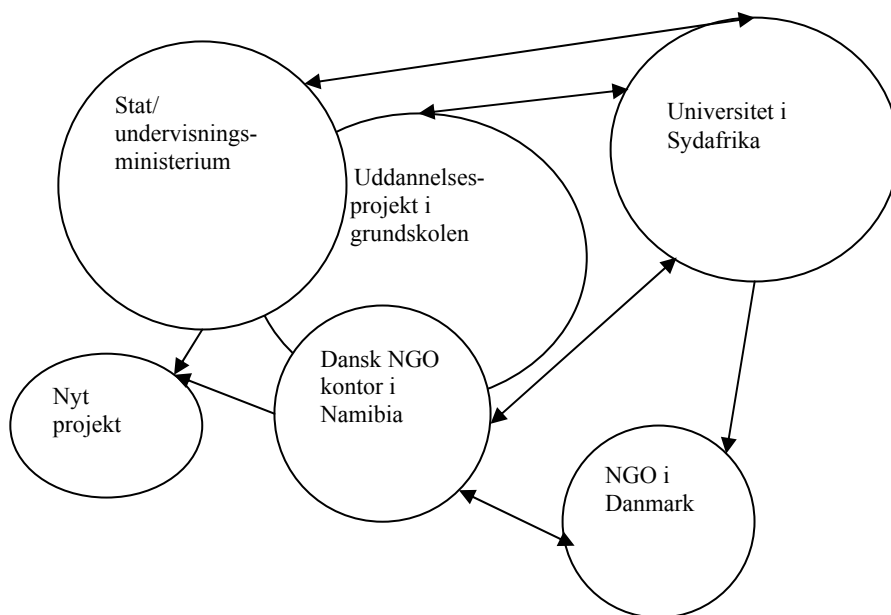 Stat/
undervisnings-
ministerium
Universitet i
Sydafrika
Uddannelses-
projekt i
grundskolen
Dansk NGO
kontor i
Namibia
Nyt
projekt
NGO i
Danmark